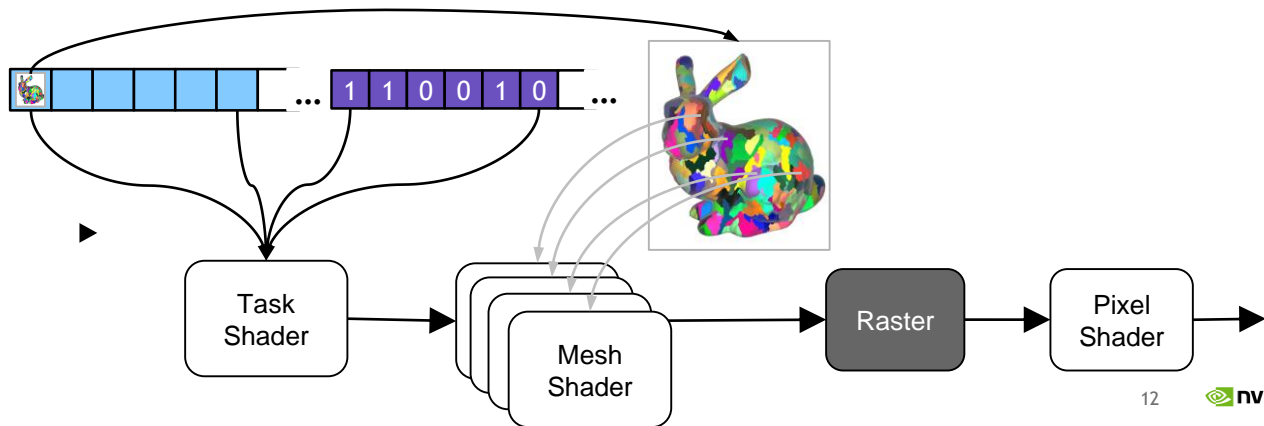 ... 1 1 0 0 1 0 ...
Task
Shader
Mesh
Shader
Raster
Pixel
Shader
12 nv